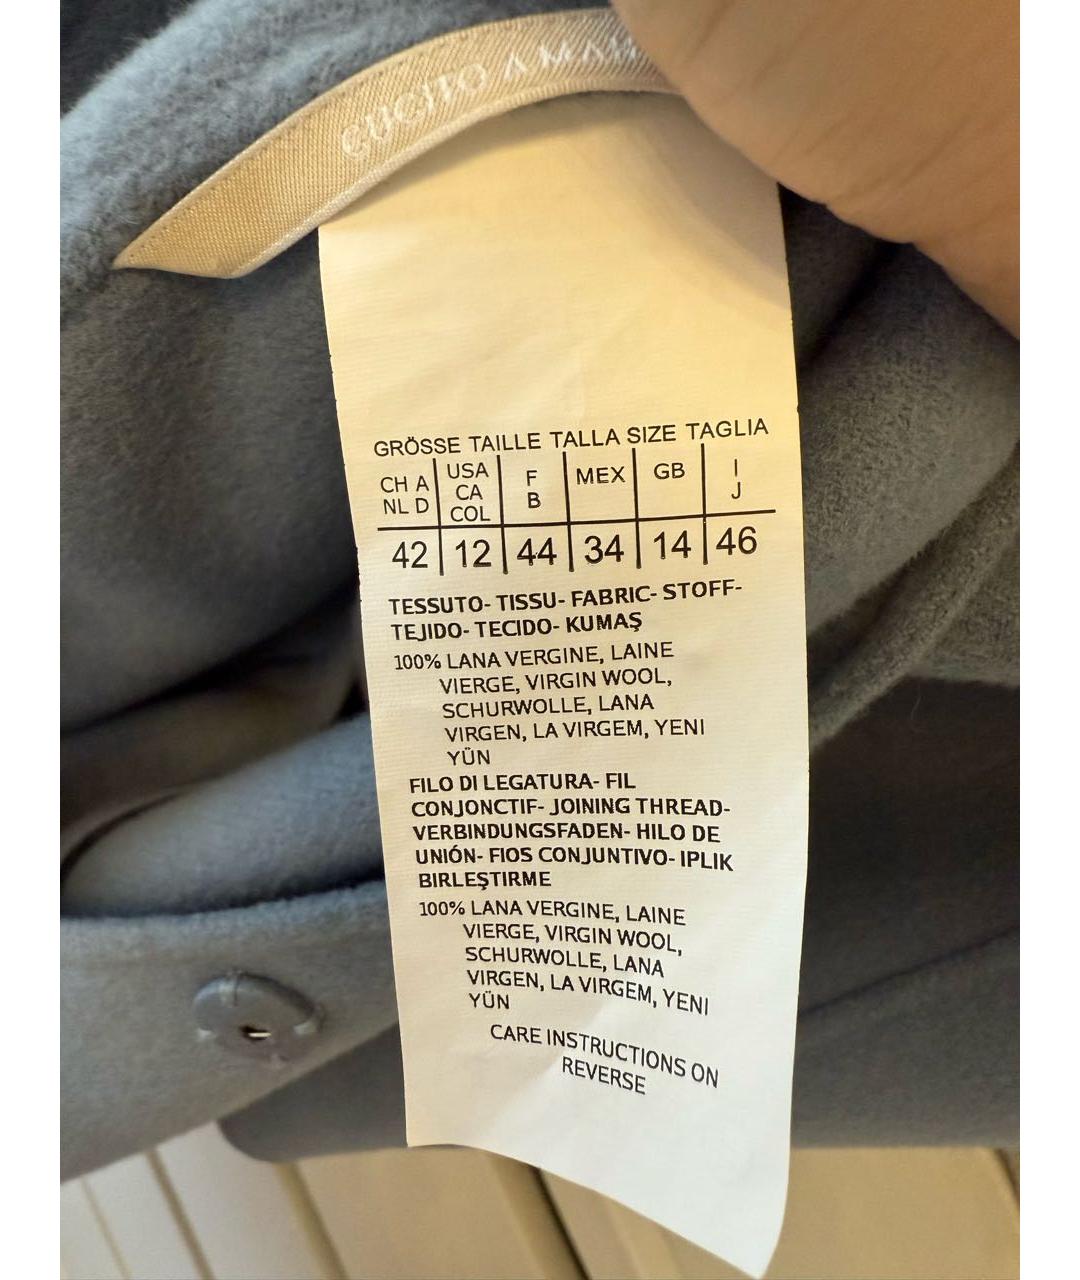 CUCITO A
GRÖSSE TAILLE TALLA SIZE TAGLIA
CH A
NL D
USA
CA
COL
F
B
MEX
GB
I
J
42 12 44 34 14 46
TESSUTO- TISSU- FABRIC- STOFF-
TEJIDO- TECIDO- KUMAŞ
100% LANA VERGINE, LAINE
VIERGE, VIRGIN WOOL,
SCHURWOLLE, LANA
VIRGEN, LA VIRGEM, YENI
YÜN
FILO DI LEGATURA- FIL
CONJONCTIF- JOINING THREAD-
VERBINDUNGSFADEN- HILO DE
UNIÓN- FIOS CONJUNTIVO- IPLIK
BIRLEŞTIRME
100% LANA VERGINE, LAINE
VIERGE, VIRGIN WOOL,
SCHURWOLLE, LANA
VIRGEN, LA VIRGEM, YENI
YÜN
CARE INSTRUCTIONS ON
REVERSE